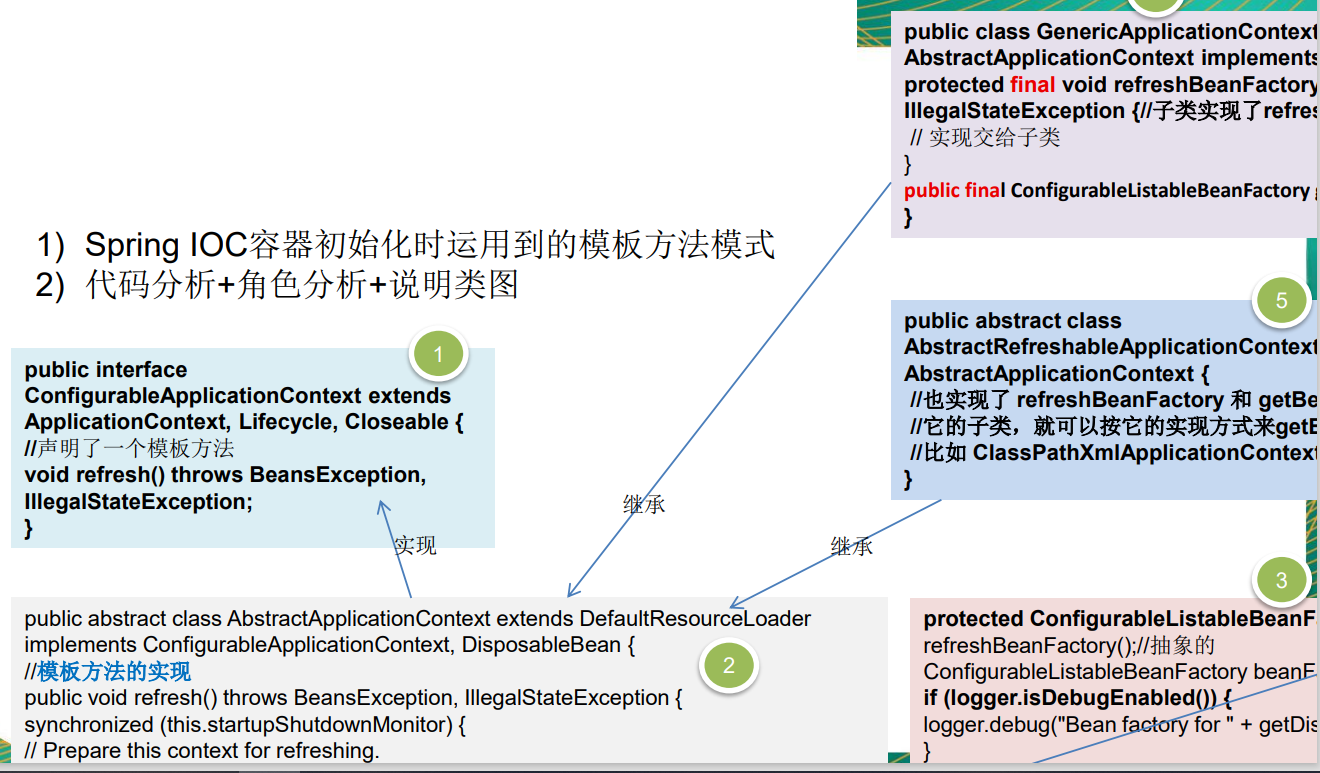 1) Spring IOC容器初始化时运用到的模板方法模式
2) 代码分析+角色分析+说明类图
1
public interface
ConfigurableApplicationContext extends
ApplicationContext, Lifecycle, Closeable {
//声明了一个模板方法
void refresh() throws BeansException,
IllegalStateException;
}
实现
继承
继承
public abstract class AbstractApplicationContext extends DefaultResourceLoader
implements ConfigurableApplicationContext, DisposableBean {
//模板方法的实现
2
public void refresh() throws BeansException, IllegalStateException {
synchronized (this.startupShutdownMonitor) {
// Prepare this context for refreshing.
public class GenericApplicationContext
AbstractApplicationContext implements
protected final void refreshBeanFactory
IllegalStateException {//子类实现了refres
// 实现交给子类
}
public final ConfigurableListableBeanFactory
}
5
public abstract class
AbstractRefreshableApplicationContext
AbstractApplicationContext {
//也实现了 refreshBeanFactory 和 getBe
//它的子类，就可以按它的实现方式来getB
//比如 ClassPathXmlApplicationContext
}
3
protected ConfigurableListableBeanF
refreshBeanFactory();//抽象的
ConfigurableListableBeanFactory beanF
if (logger.isDebugEnabled()) {
logger.debug("Bean factory for " + getDis
}